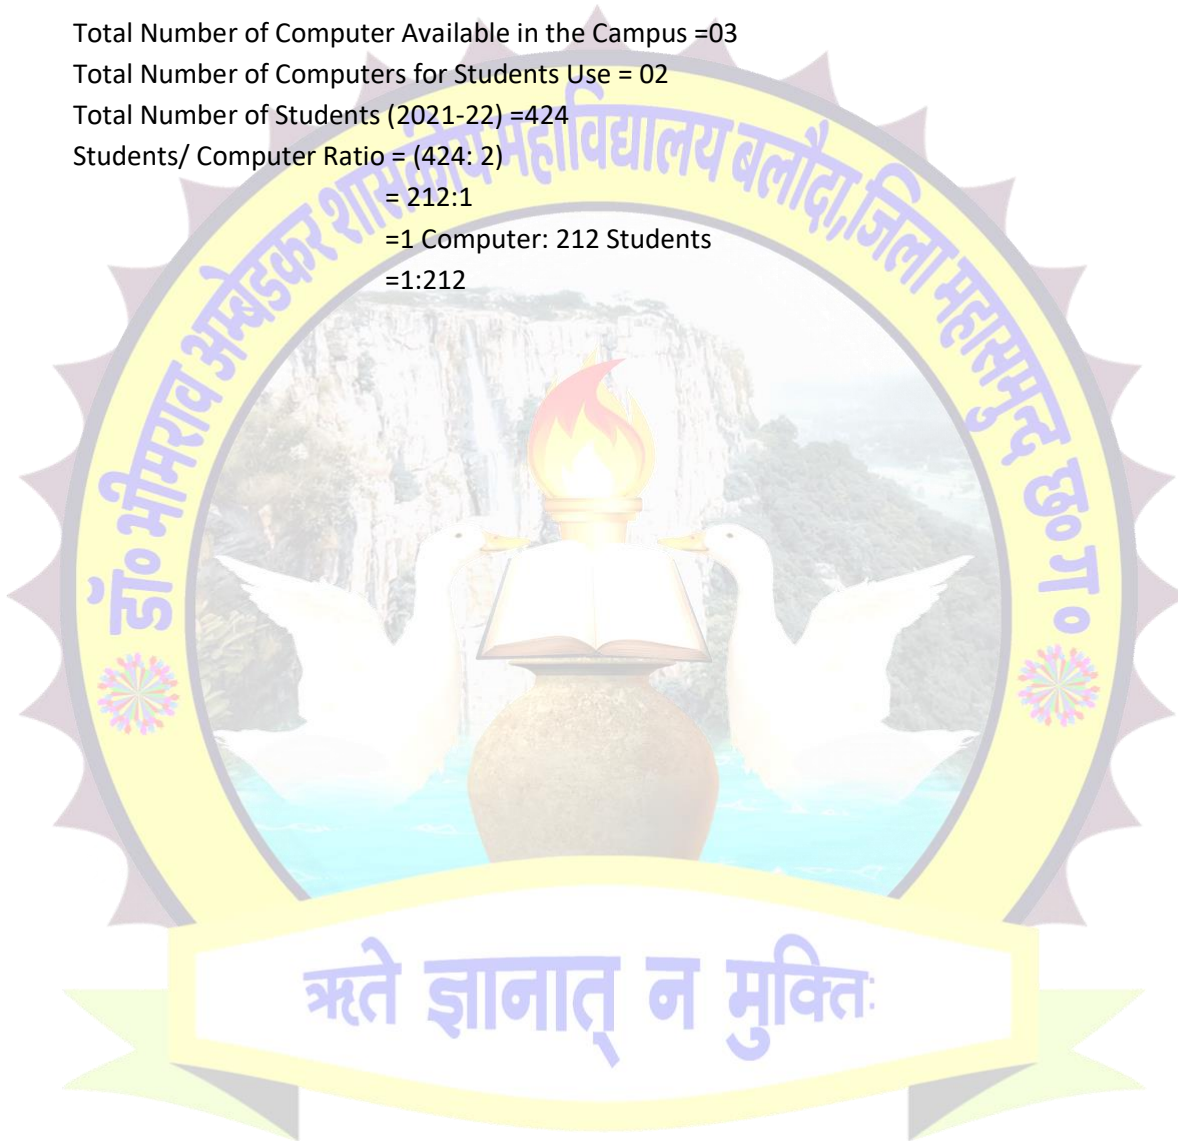 Total Number of Computer Available in the Campus =03
Total Number of Computers for Students Use = 02
Total Number of Students (2021-22) =424
Students/ Computer Ratio = (424: 2)
= 212:1
=1 Computer: 212 Students
=1:212
डॉ० भीमराव अम्बेडकर शासकीय महाविद्यालय बलौदा,जिला महासमुन्द छ० ग०
ऋते ज्ञानात् न मुक्तिः